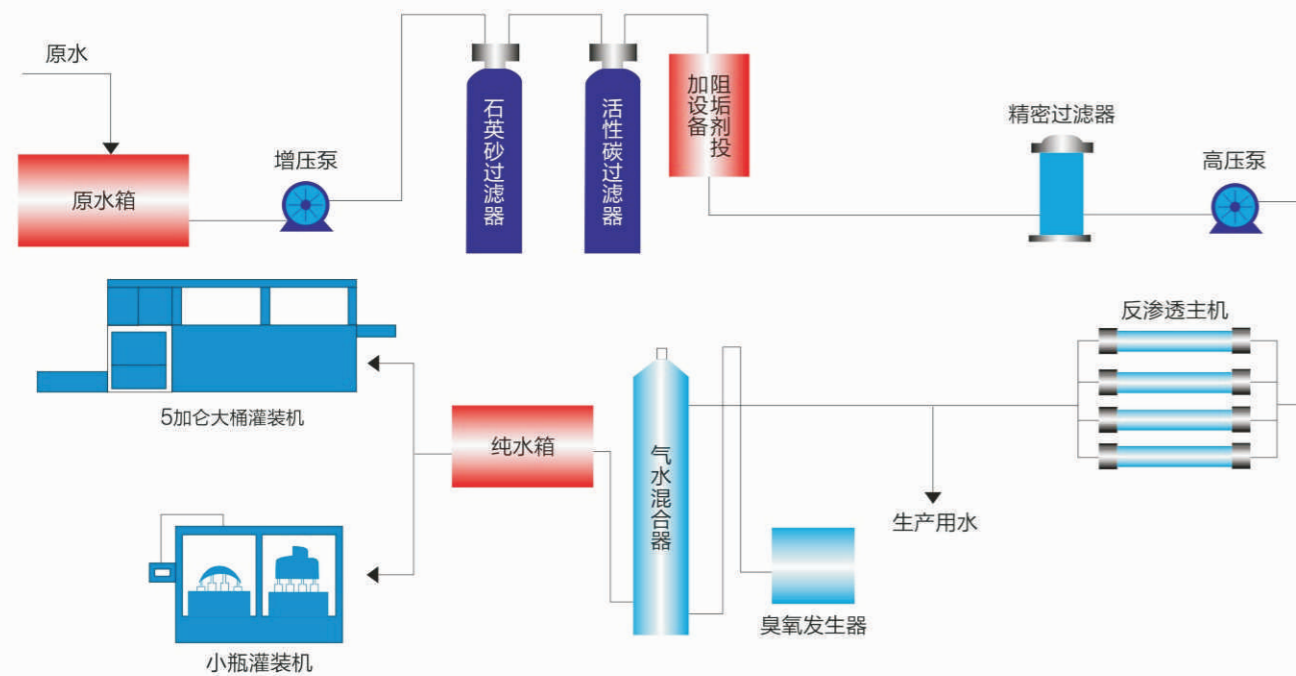 原水
原水箱
增压泵
石英砂过滤器
活性碳过滤器
阻垢剂投
加设备
精密过滤器
高压泵
反渗透主机
5加仑大桶灌装机
纯水箱
气水混合器
生产用水
臭氧发生器
小瓶灌装机